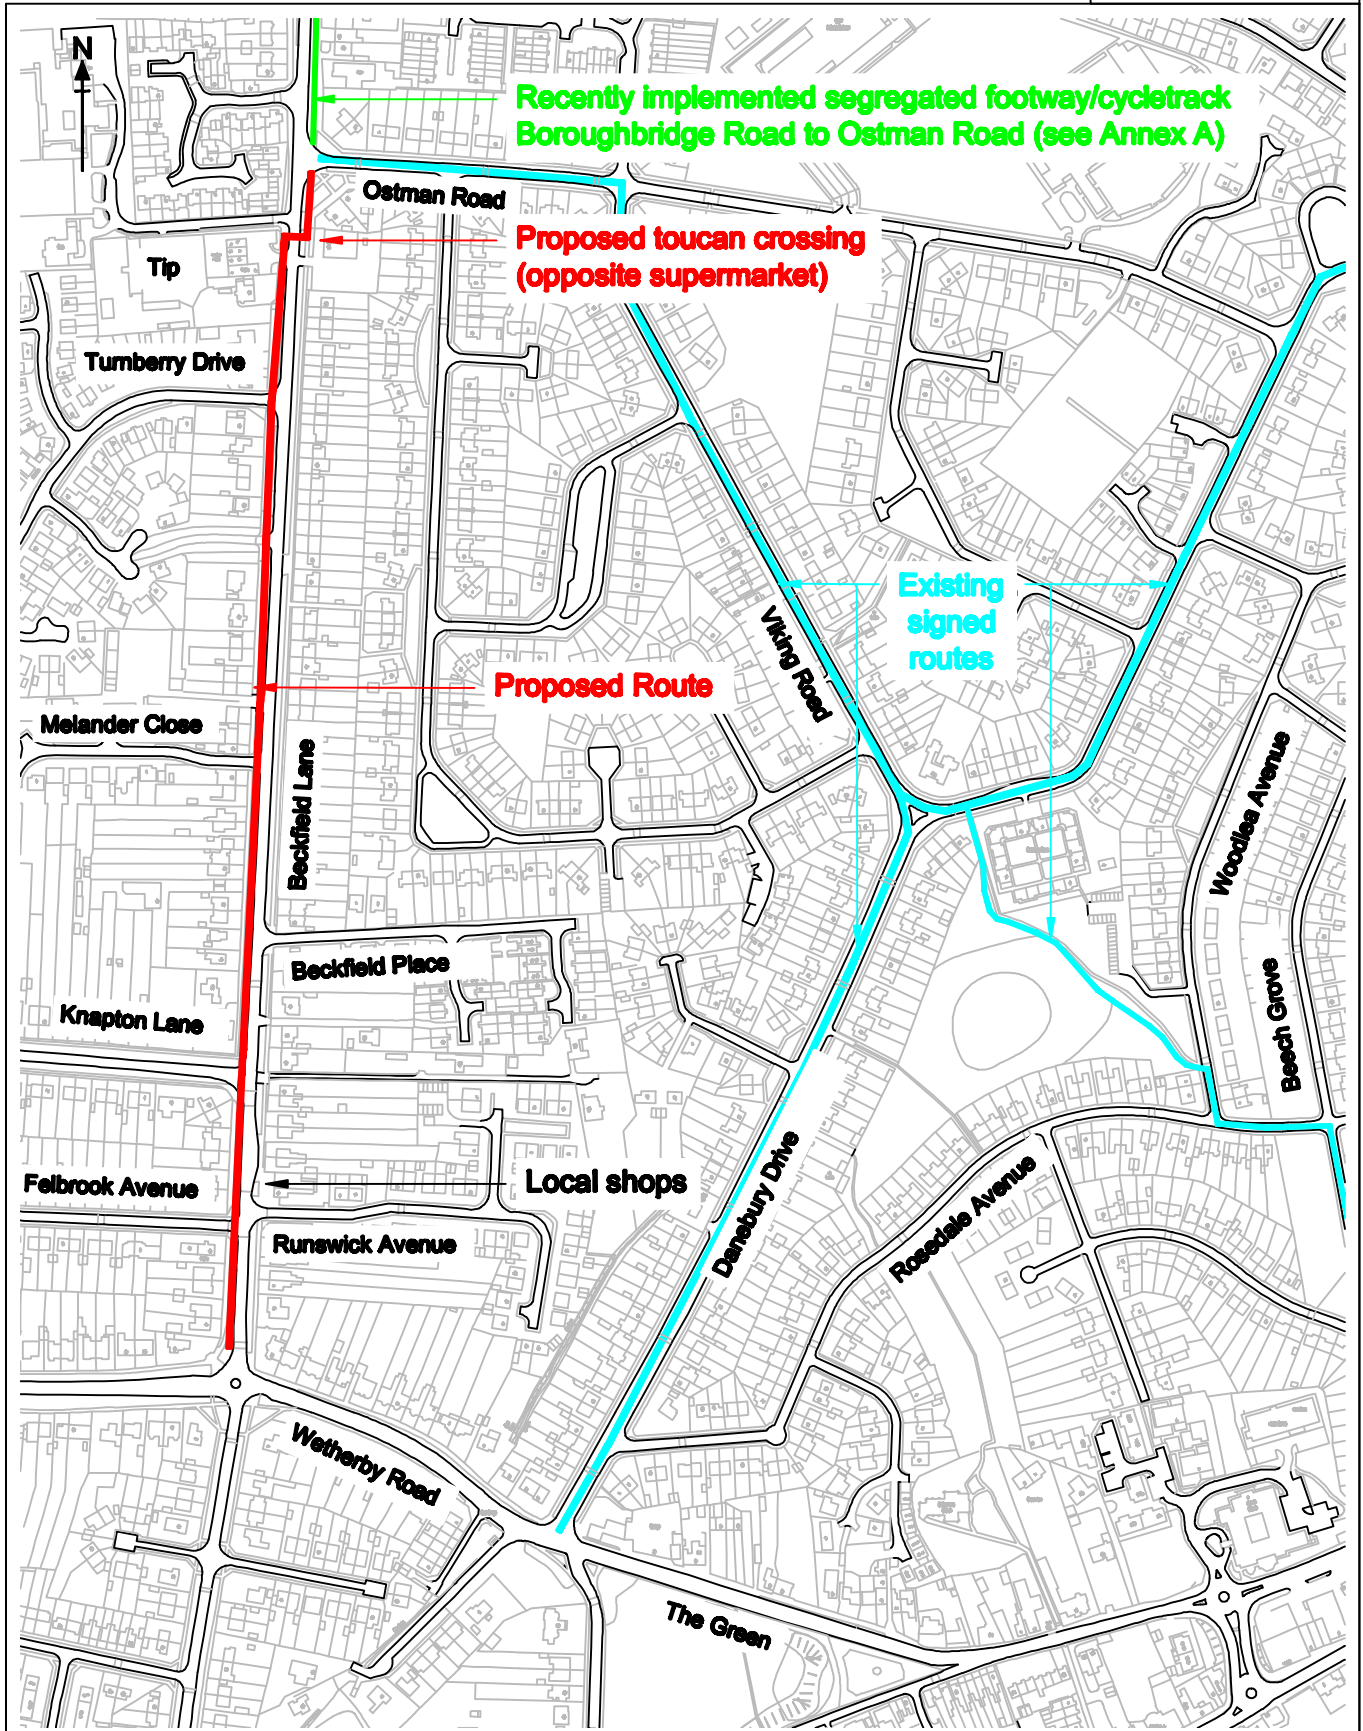 N
Recently implemented segregated footway/cycletrack
Boroughbridge Road to Ostman Road (see Annex A)
Ostman Road
Proposed toucan crossing
(opposite supermarket)
Tip
Turnberry Drive
Existing
signed
routes
Viking Road
Proposed Route
Melander Close
Beckfield Lane
Woodlea Avenue
Beckfield Place
Knapton Lane
Beech Grove
Felbrook Avenue
Local shops
Danebury Drive
Rosedale Avenue
Runswick Avenue
Wetherby Road
The Green